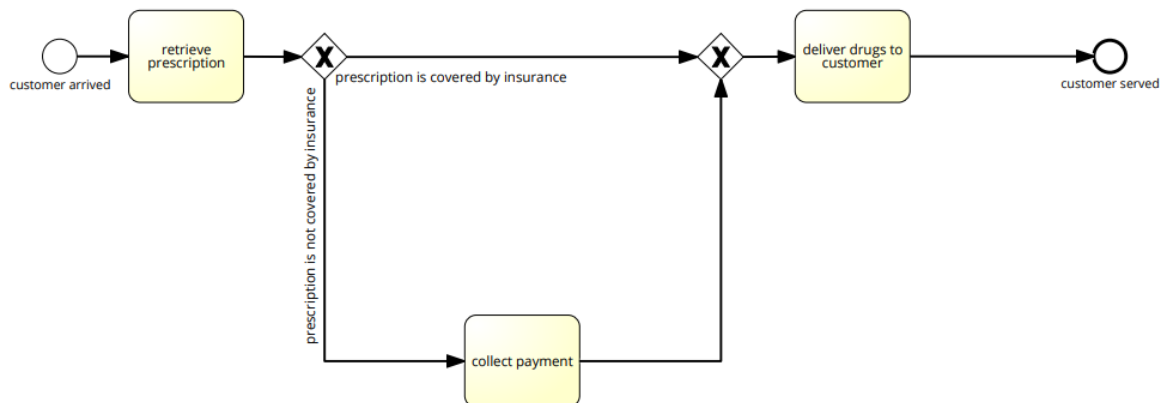 retrieve
prescription
deliver drugs to
customer
customer arrived
prescription is covered by insurance
customer served
prescription is not covered by insurance
collect payment